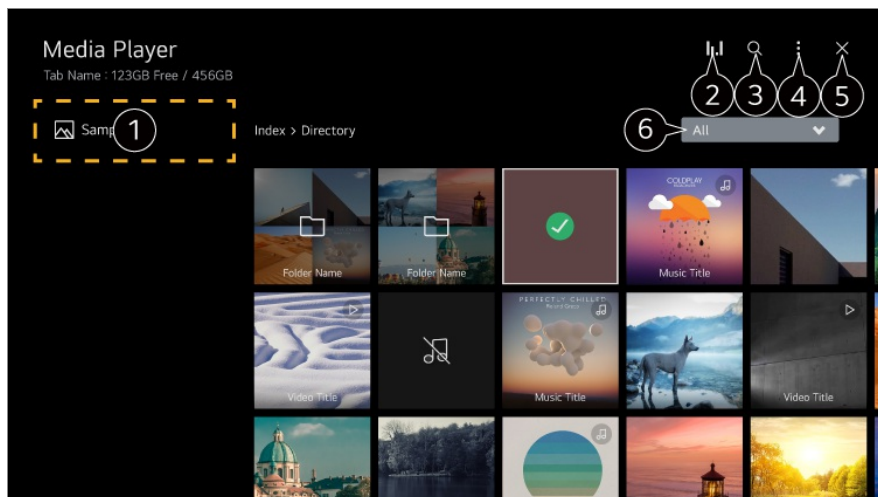 Media Player
Tab Name : 123GB Free / 456GB
2 3 4 5
1
Index > Directory
6 All
Folder Name
Folder Name
COLDPLAY
Music Title
Video Title
PERFECTLY CHILLED
Music Title
Video Title